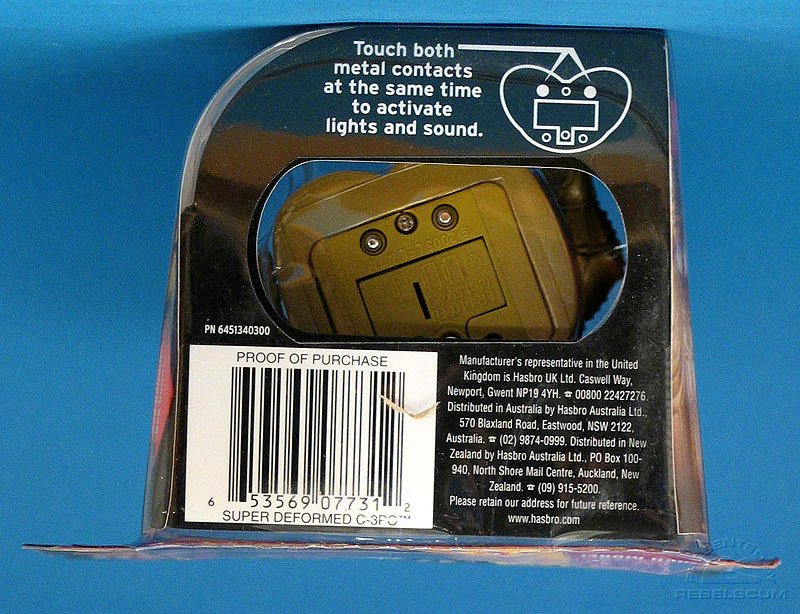 Touch both
metal contacts
at the same time
to activate
lights and sound.
PN 6451340300
PROOF OF PURCHASE
6 53569 07731 2
SUPER DEFORMED C-3PO™
Manufacturer's representative in the United
Kingdom is Hasbro UK Ltd. Caswell Way,
Newport, Gwent NP19 4YH. ☎ 00800 22427276.
Distributed in Australia by Hasbro Australia Ltd.,
570 Blaxland Road, Eastwood, NSW 2122,
Australia. ☎ (02) 9874-0999. Distributed in New
Zealand by Hasbro Australia Ltd., PO Box 100-
940, North Shore Mail Centre, Auckland, New
Zealand. ☎ (09) 915-5200.
Please retain our address for future reference.
www.hasbro.com
REBELSCUM